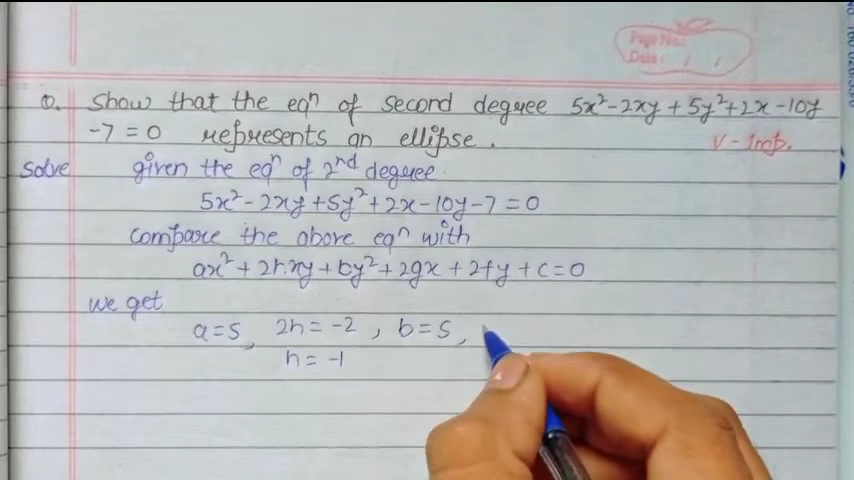 Page No.:
Date: / /
Q. Show that the eqⁿ of second degree 5x²-2xy+5y²+2x-10y
-7=0 represents an ellipse.
V-Imp.
Solve given the eqⁿ of 2ⁿᵈ degree.
5x²-2xy+5y²+2x-10y-7=0
compare the above eqⁿ with
ax²+2hxy+by²+2gx+2fy+c=0
we get
a=5, 2h=-2, b=5,
h=-1